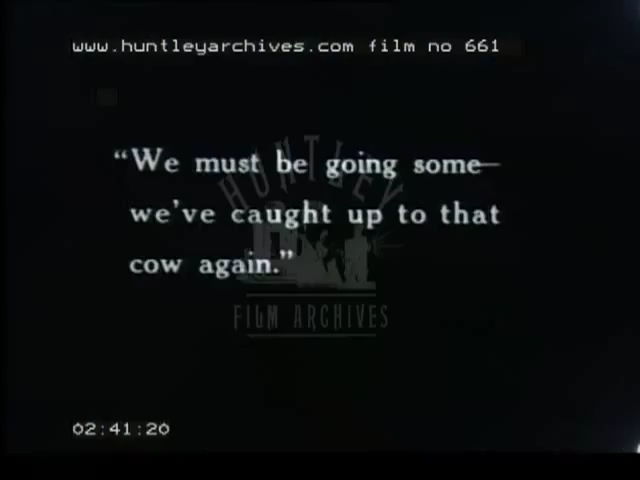 www.huntleyarchives.com film no 661
“We must be going some—
we’ve caught up to that
cow again.”
HUNTLEY
FILM ARCHIVES
02:41:20